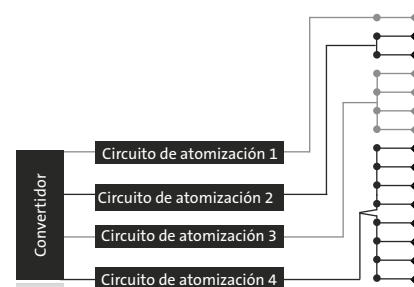 Convertidor
Circuito de atomización 1
Circuito de atomización 2
Circuito de atomización 3
Circuito de atomización 4